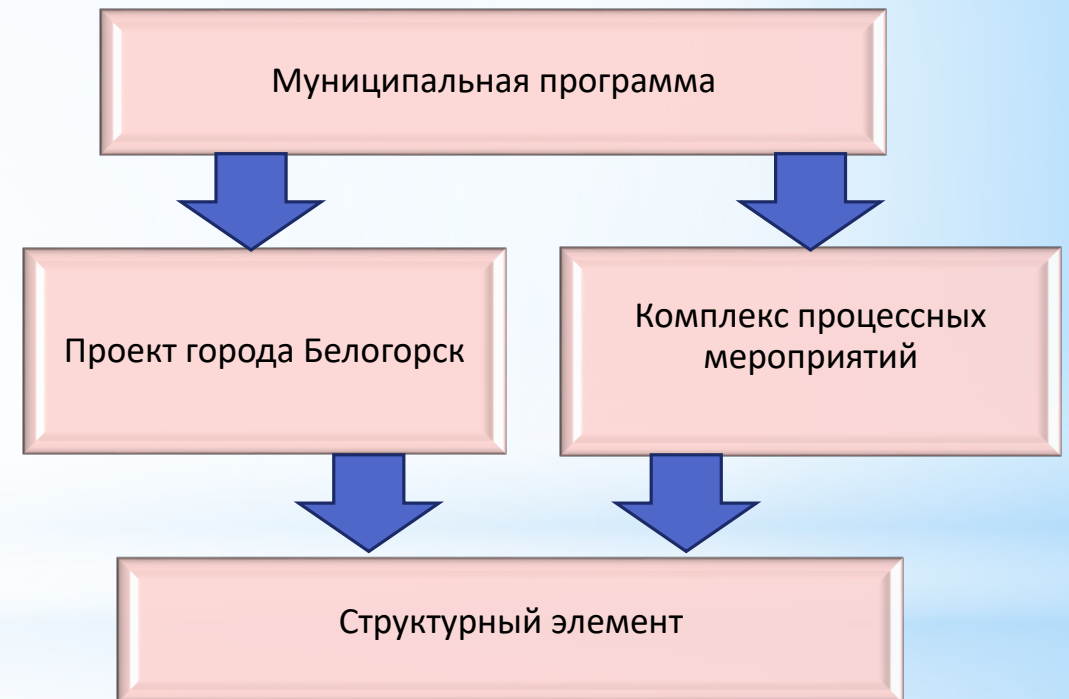 Муниципальная программа
Проект города Белогорск
Комплекс процессных
мероприятий
Структурный элемент